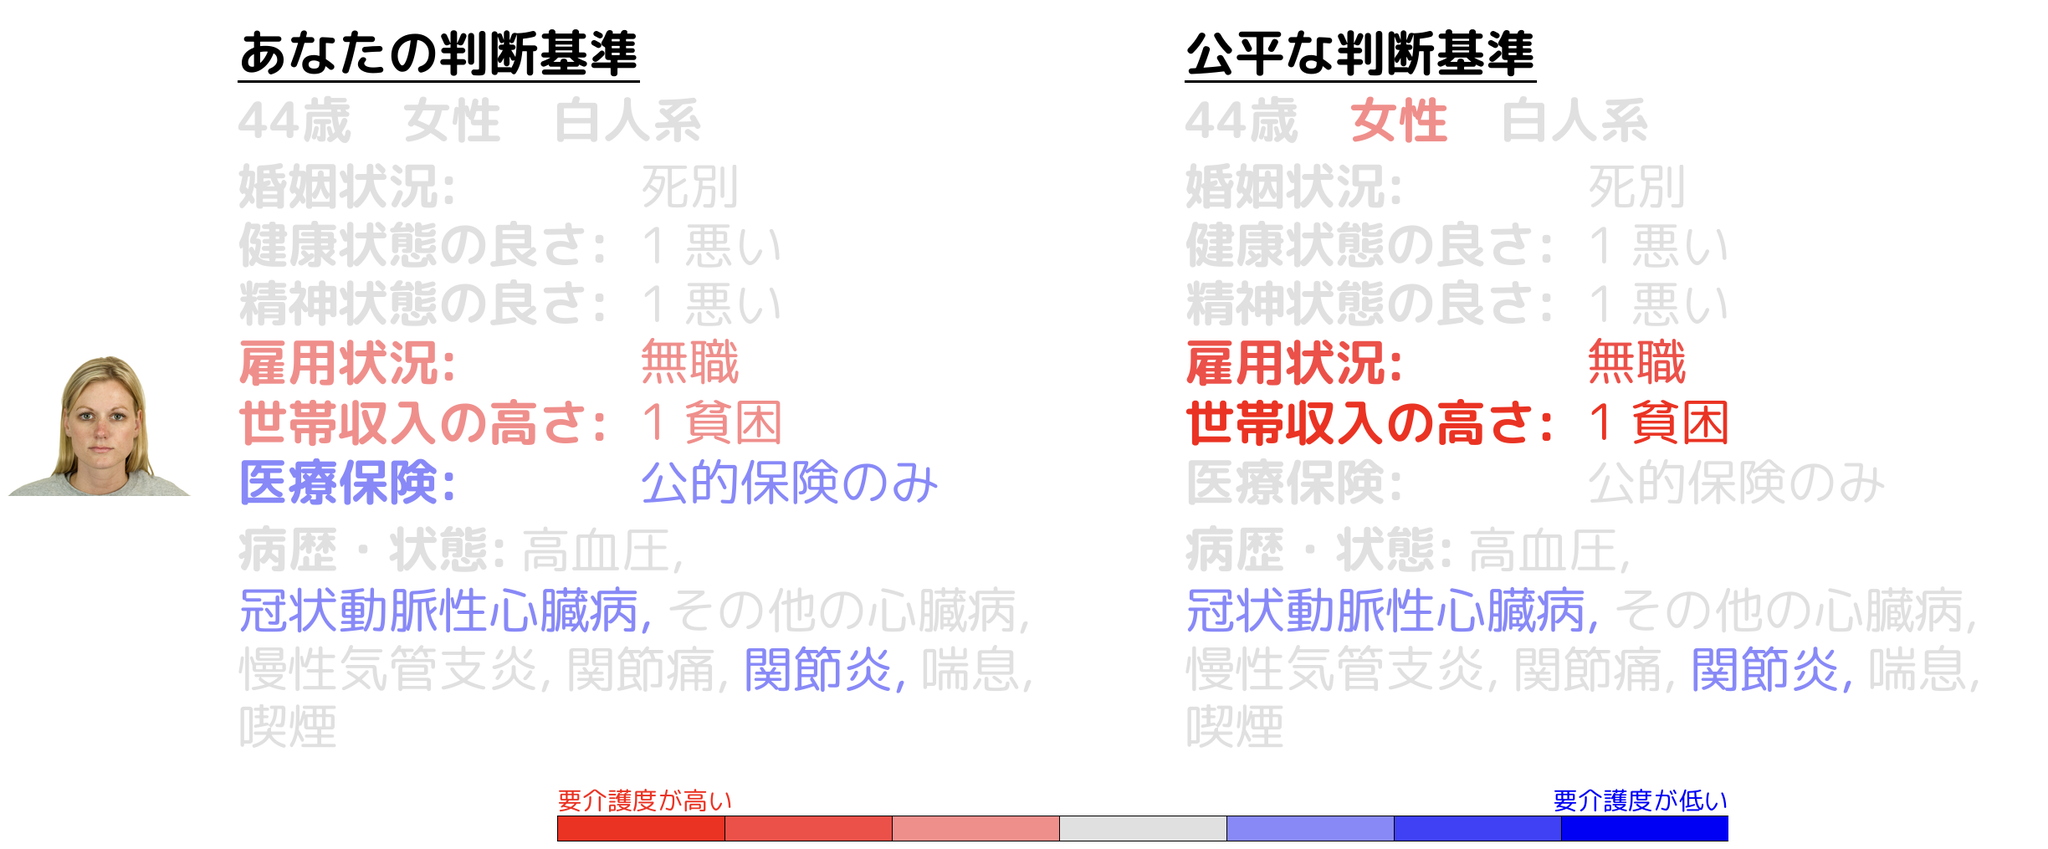 あなたの判断基準
44歳 女性 白人系
婚姻状況: 死別
健康状態の良さ: 1 悪い
精神状態の良さ: 1 悪い
雇用状況: 無職
世帯収入の高さ: 1 貧困
医療保険: 公的保険のみ
病歴・状態: 高血圧,
冠状動脈性心臓病, その他の心臓病,
慢性気管支炎, 関節痛, 関節炎, 喘息,
喫煙
公平な判断基準
44歳 女性 白人系
婚姻状況: 死別
健康状態の良さ: 1 悪い
精神状態の良さ: 1 悪い
雇用状況: 無職
世帯収入の高さ: 1 貧困
医療保険: 公的保険のみ
病歴・状態: 高血圧,
冠状動脈性心臓病, その他の心臓病,
慢性気管支炎, 関節痛, 関節炎, 喘息,
喫煙
要介護度が高い
要介護度が低い